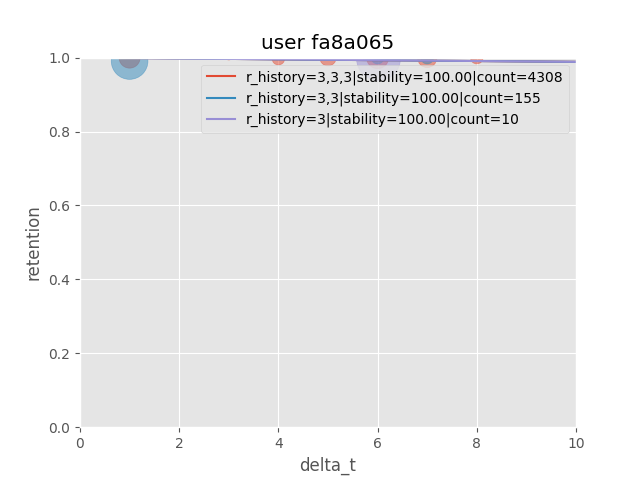 user fa8a065
1.0
r_history=3,3,3|stability=100.00|count=4308
r_history=3,3|stability=100.00|count=155
r_history=3|stability=100.00|count=10
0.8
0.6
retention
0.4
0.2
0.0
0 2 4 6 8 10
delta_t